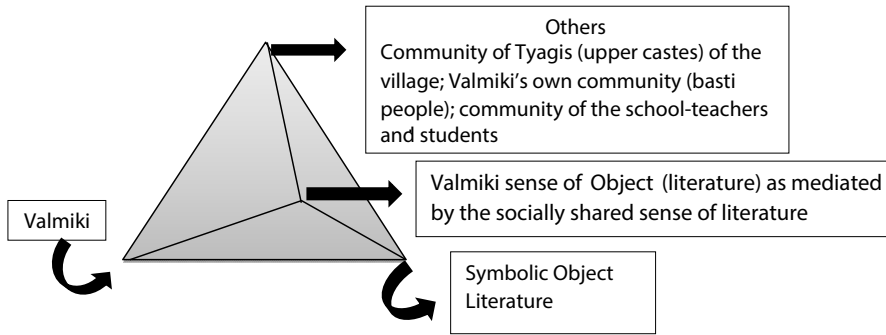 Others
Community of Tyagis (upper castes) of the
village; Valmiki's own community (basti
people); community of the school-teachers
and students
Valmiki sense of Object (literature) as mediated
by the socially shared sense of literature
Valmiki
Symbolic Object
Literature